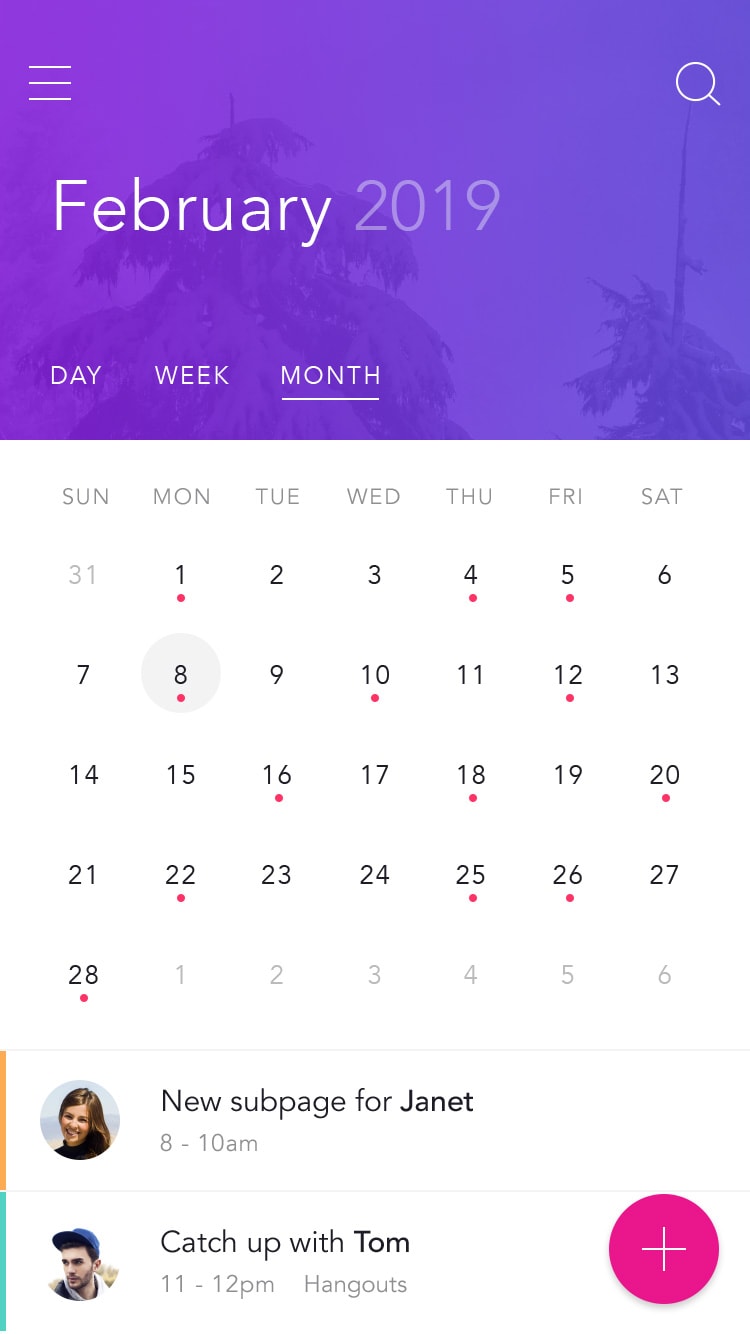 February 2019
DAY WEEK MONTH
SUN MON TUE WED THU FRI SAT
31 1 2 3 4 5 6
7 8 9 10 11 12 13
14 15 16 17 18 19 20
21 22 23 24 25 26 27
28 1 2 3 4 5 6
New subpage for Janet
8 - 10am
Catch up with Tom
11 - 12pm Hangouts